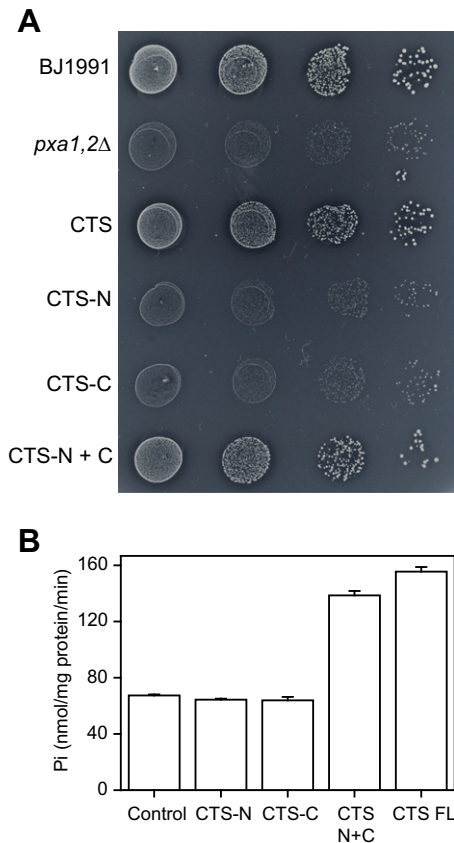 A
BJ1991
pxa1,2Δ
CTS
CTS-N
CTS-C
CTS-N + C
B
Pi (nmol/mg protein/min)
160
120
80
40
0
Control CTS-N CTS-C CTS CTS FL
N+C